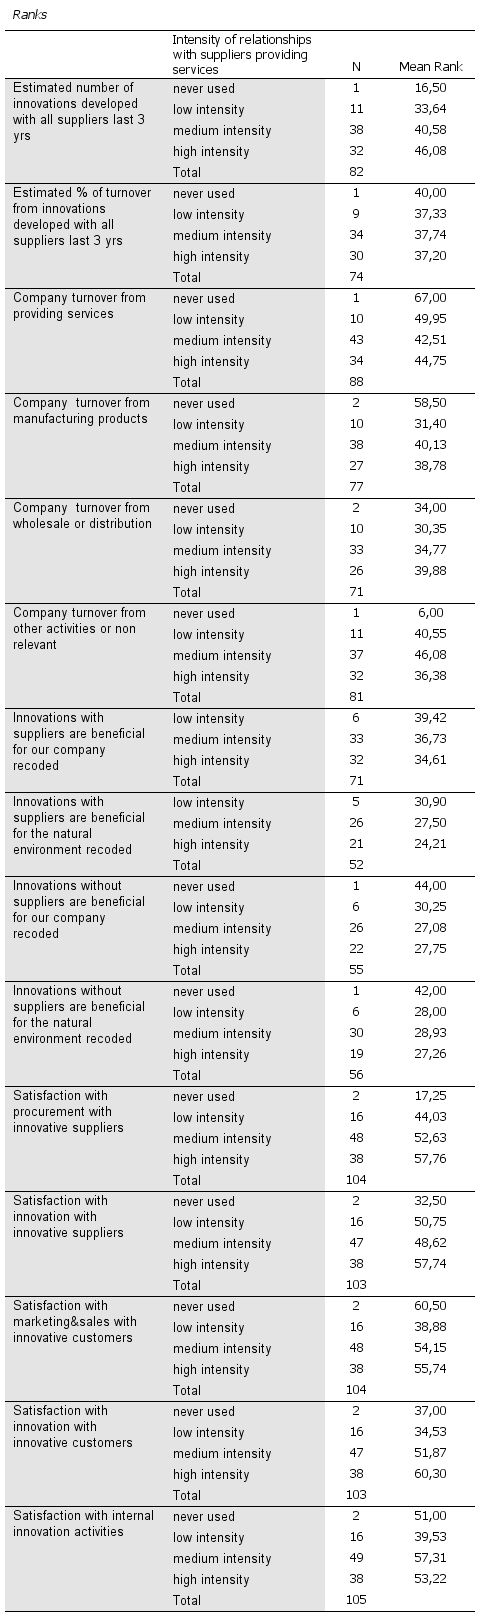 Ranks
Intensity of relationships with suppliers providing services N Mean Rank
Estimated number of innovations developed with all suppliers last 3 yrs never used 1 16,50
low intensity 11 33,64
medium intensity 38 40,58
high intensity 32 46,08
Total 82
Estimated % of turnover from innovations developed with all suppliers last 3 yrs never used 1 40,00
low intensity 9 37,33
medium intensity 34 37,74
high intensity 30 37,20
Total 74
Company turnover from providing services never used 1 67,00
low intensity 10 49,95
medium intensity 43 42,51
high intensity 34 44,75
Total 88
Company turnover from manufacturing products never used 2 58,50
low intensity 10 31,40
medium intensity 38 40,13
high intensity 27 38,78
Total 77
Company turnover from wholesale or distribution never used 2 34,00
low intensity 10 30,35
medium intensity 33 34,77
high intensity 26 39,88
Total 71
Company turnover from other activities or non relevant never used 1 6,00
low intensity 11 40,55
medium intensity 37 46,08
high intensity 32 36,38
Total 81
Innovations with suppliers are beneficial for our company recoded low intensity 6 39,42
medium intensity 33 36,73
high intensity 32 34,61
Total 71
Innovations with suppliers are beneficial for the natural environment recoded low intensity 5 30,90
medium intensity 26 27,50
high intensity 21 24,21
Total 52
Innovations without suppliers are beneficial for our company recoded never used 1 44,00
low intensity 6 30,25
medium intensity 26 27,08
high intensity 22 27,75
Total 55
Innovations without suppliers are beneficial for the natural environment recoded never used 1 42,00
low intensity 6 28,00
medium intensity 30 28,93
high intensity 19 27,26
Total 56
Satisfaction with procurement with innovative suppliers never used 2 17,25
low intensity 16 44,03
medium intensity 48 52,63
high intensity 38 57,76
Total 104
Satisfaction with innovation with innovative suppliers never used 2 32,50
low intensity 16 50,75
medium intensity 47 48,62
high intensity 38 57,74
Total 103
Satisfaction with marketing&sales with innovative customers never used 2 60,50
low intensity 16 38,88
medium intensity 48 54,15
high intensity 38 55,74
Total 104
Satisfaction with innovation with innovative customers never used 2 37,00
low intensity 16 34,53
medium intensity 47 51,87
high intensity 38 60,30
Total 103
Satisfaction with internal innovation activities never used 2 51,00
low intensity 16 39,53
medium intensity 49 57,31
high intensity 38 53,22
Total 105